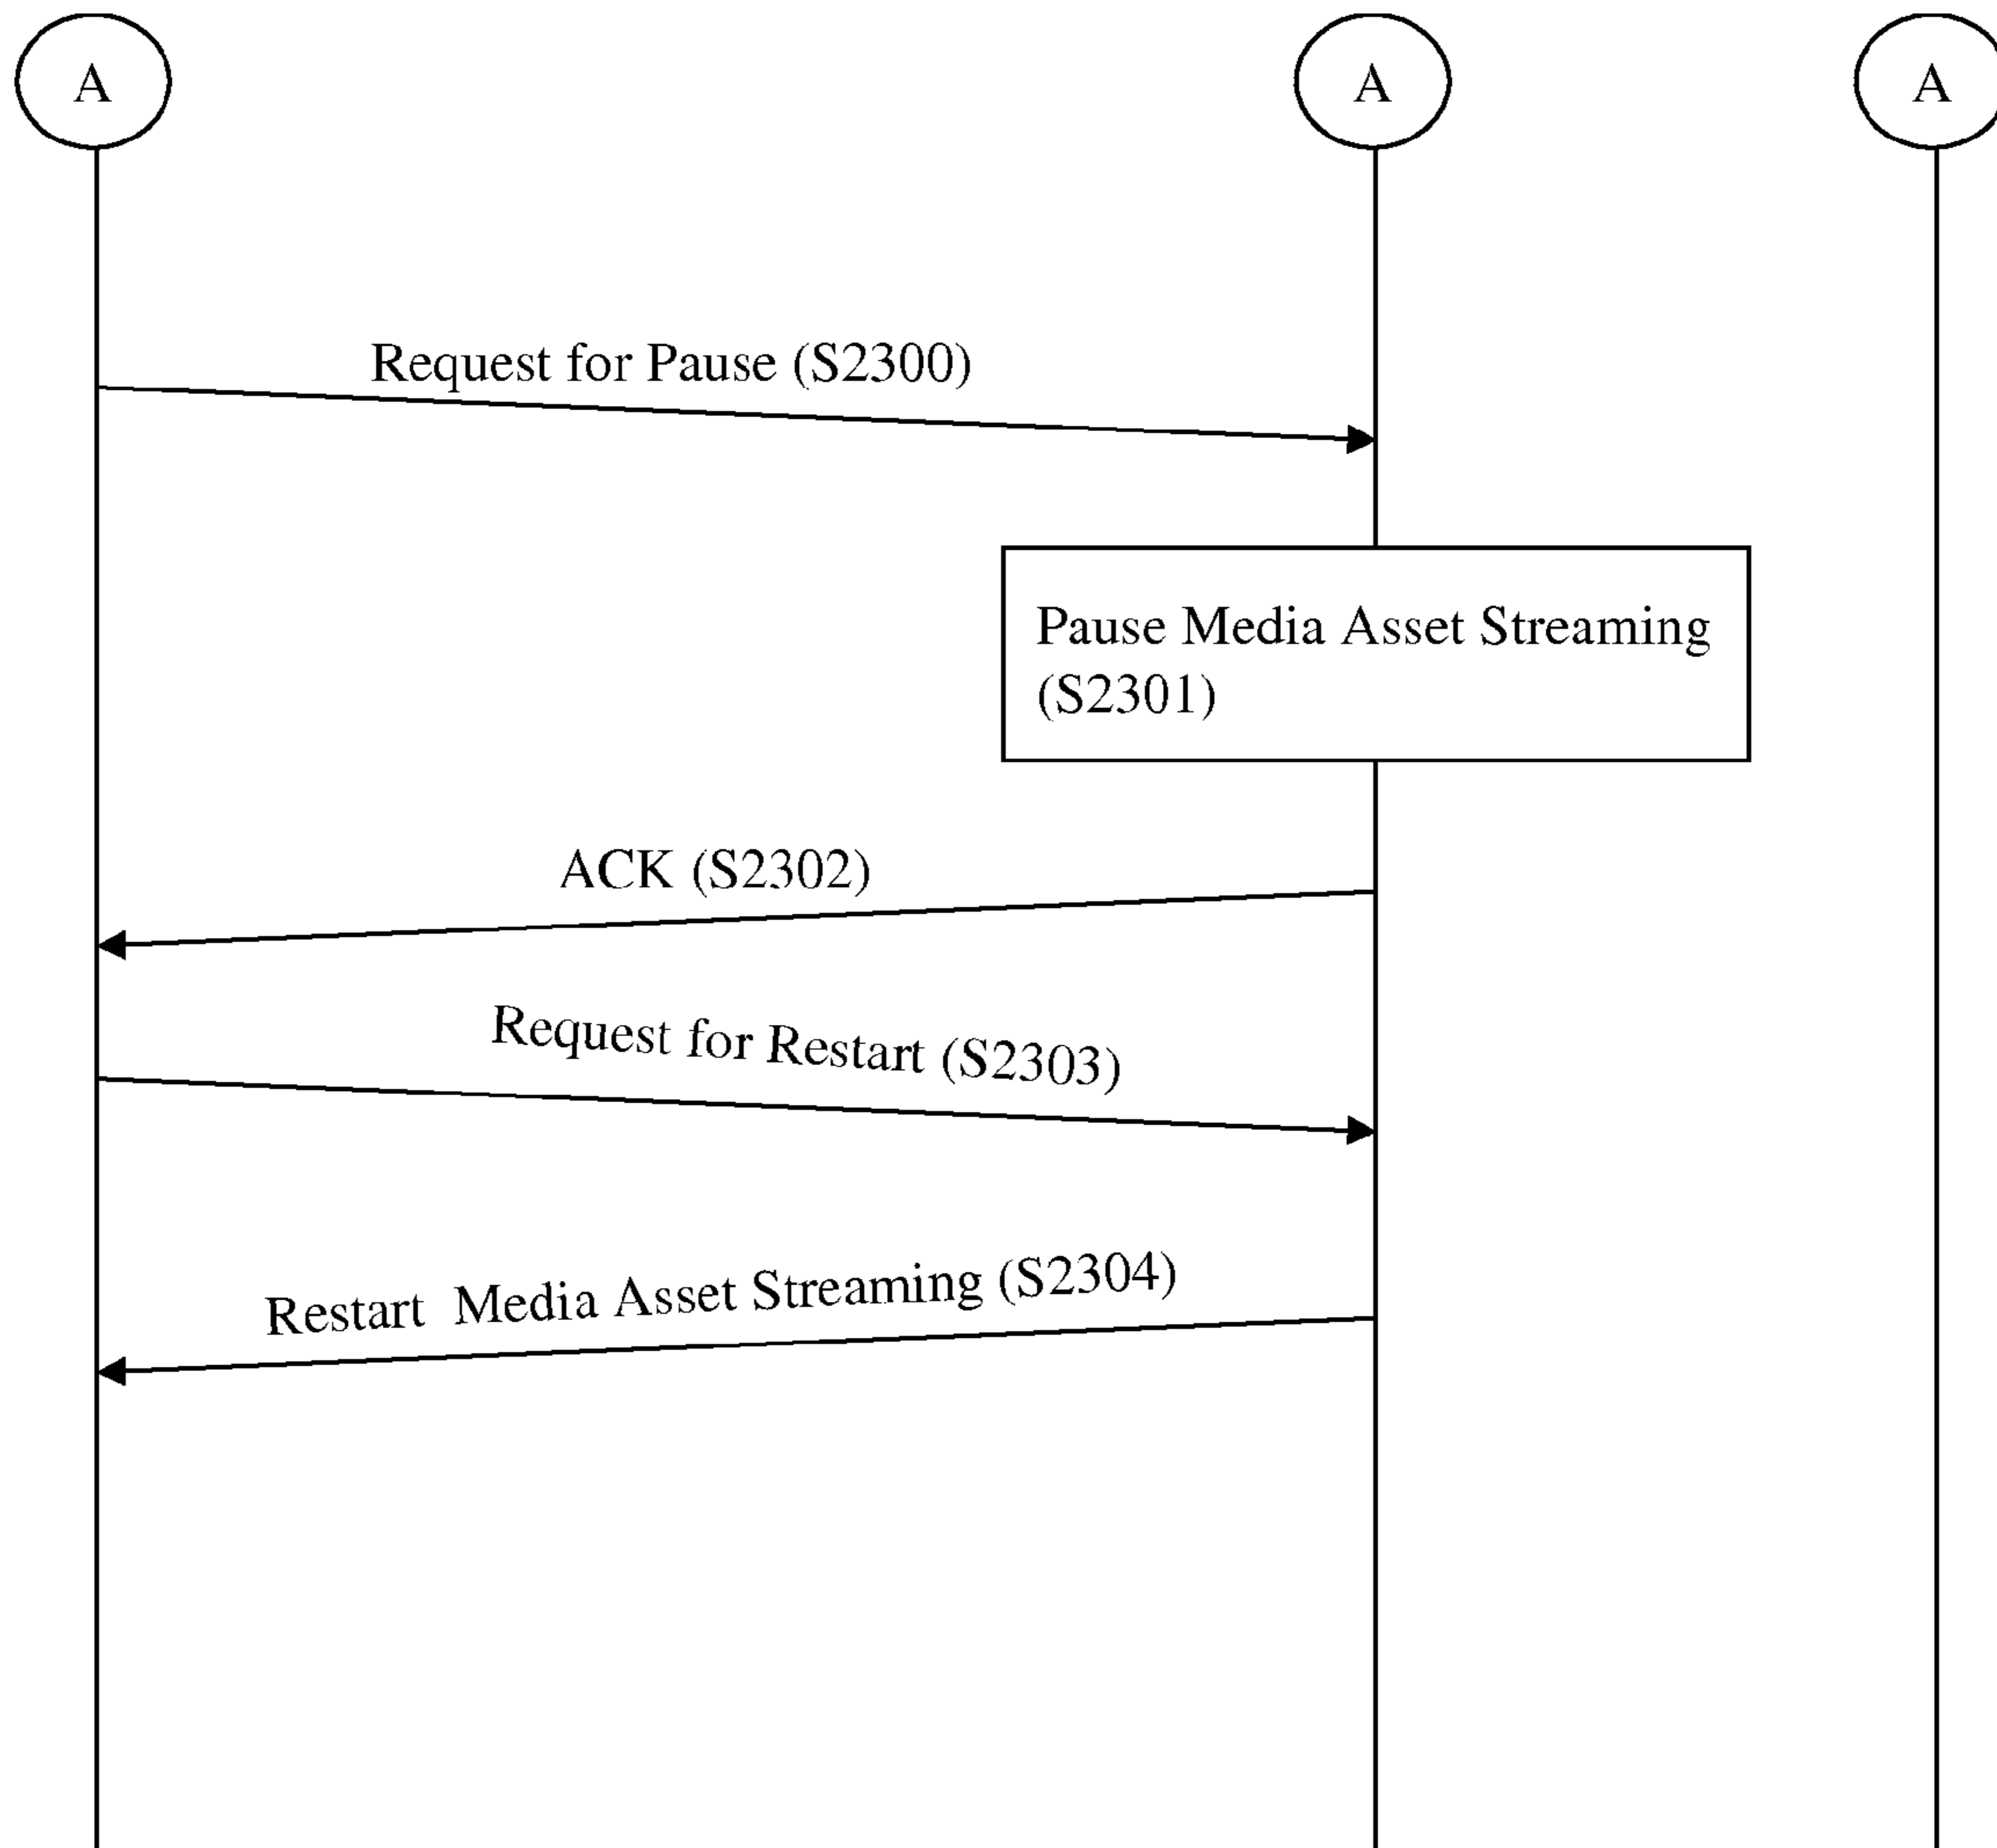 A
A
A
Request for Pause (S2300)
Pause Media Asset Streaming
(S2301)
ACK (S2302)
Request for Restart (S2303)
Restart Media Asset Streaming (S2304)